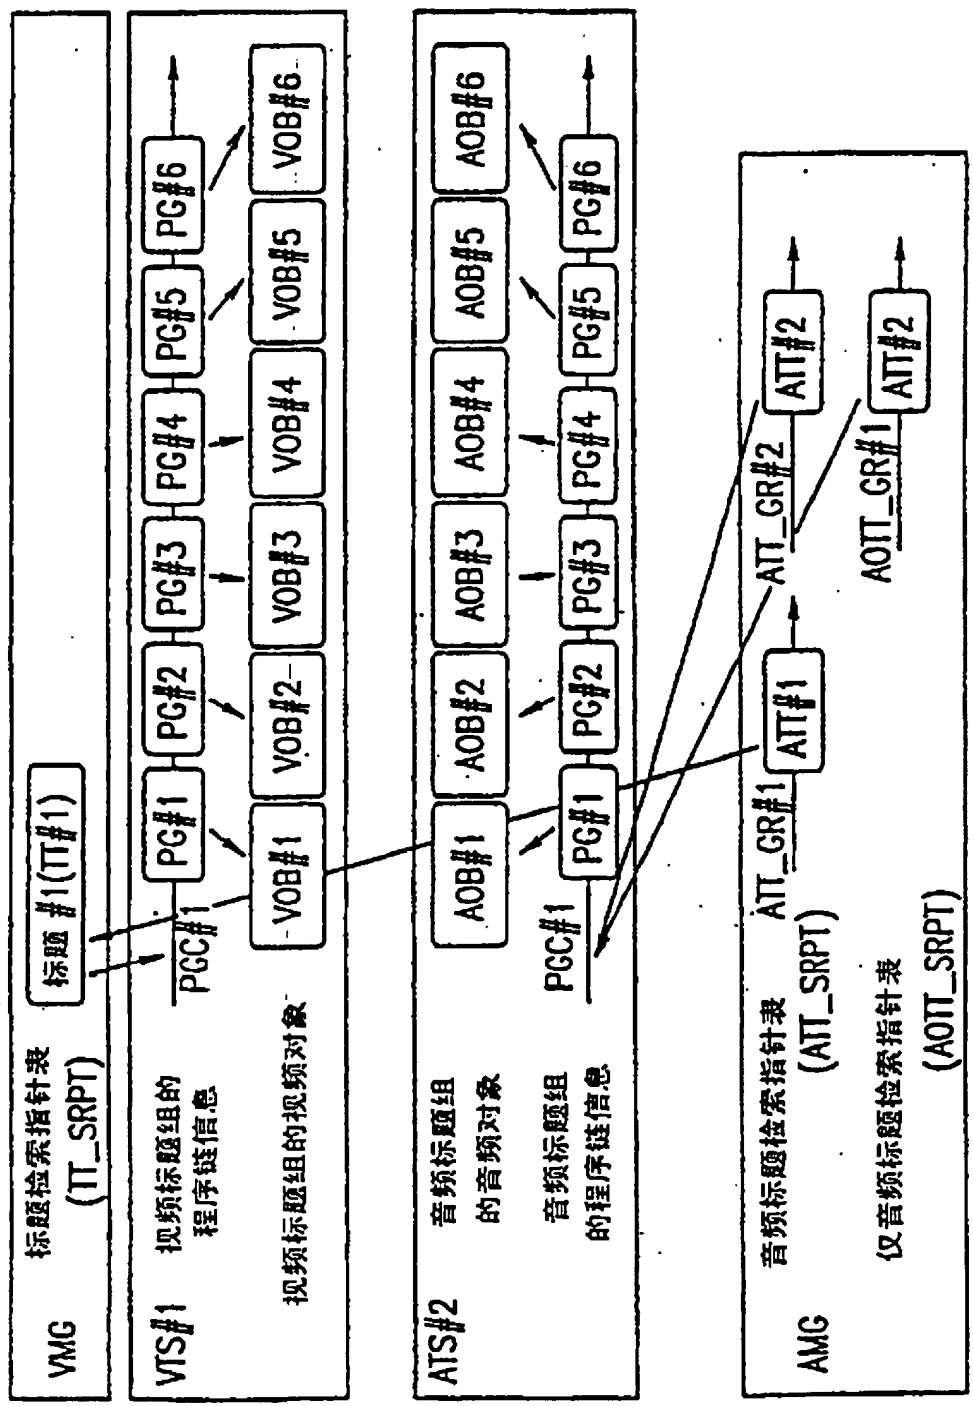 VMG
标题检索指针表
(TT_SRPT)
标题 #1(TT#1)
VTS#1
视频标题组的
程序链信息
PGC#1
PG#1
PG#2
PG#3
PG#4
PG#5
PG#6
视频标题组的视频对象
VOB#1
VOB#2
VOB#3
VOB#4
VOB#5
VOB#6
ATS#2
音频标题组
的音频对象
AOB#1
AOB#2
AOB#3
AOB#4
AOB#5
AOB#6
音频标题组
的程序链信息
PGC#1
PG#1
PG#2
PG#3
PG#4
PG#5
PG#6
AMG
音频标题检索指针表
(ATT_SRPT)
ATT_GR#1
ATT#1
ATT_GR#2
ATT#2
仅音频标题检索指针表
(AOTT_SRPT)
AOTT_GR#1
ATT#2